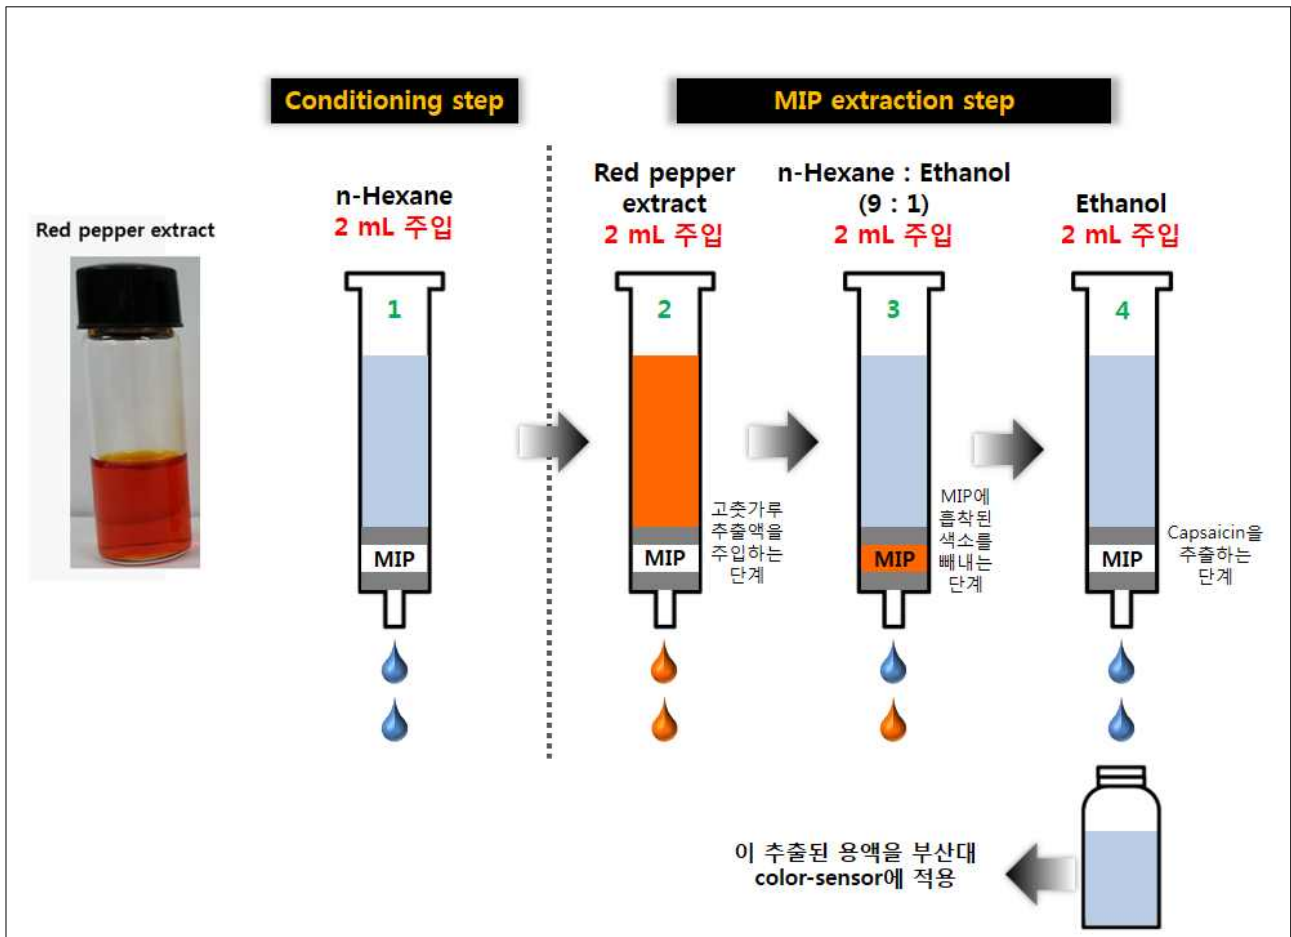 Conditioning step
MIP extraction step
Red pepper extract
n-Hexane
2 mL 주입
Red pepper
extract
2 mL 주입
n-Hexane : Ethanol
(9 : 1)
2 mL 주입
Ethanol
2 mL 주입
1
2
3
4
MIP
MIP
고춧가루
추출액을
주입하는
단계
MIP
MIP에
흡착된
색소를
빼내는
단계
MIP
Capsaicin을
추출하는
단계
이 추출된 용액을 부산대
color-sensor에 적용